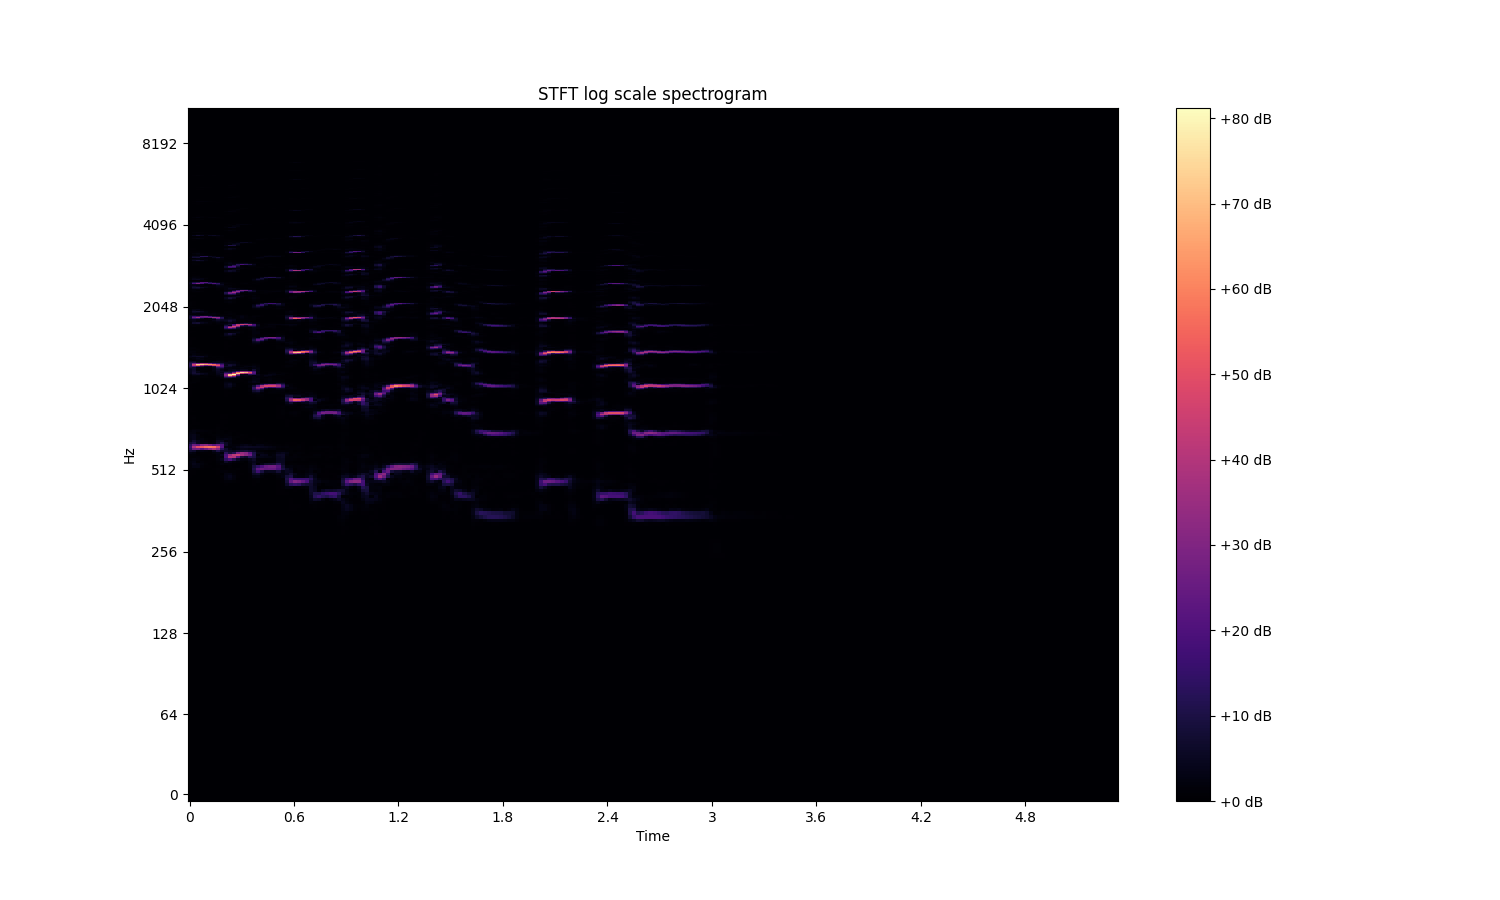 STFT log scale spectrogram
8192
4096
2048
1024
512
256
128
64
0
Hz
0 0.6 1.2 1.8 2.4 3 3.6 4.2 4.8
Time
+80 dB
+70 dB
+60 dB
+50 dB
+40 dB
+30 dB
+20 dB
+10 dB
+0 dB